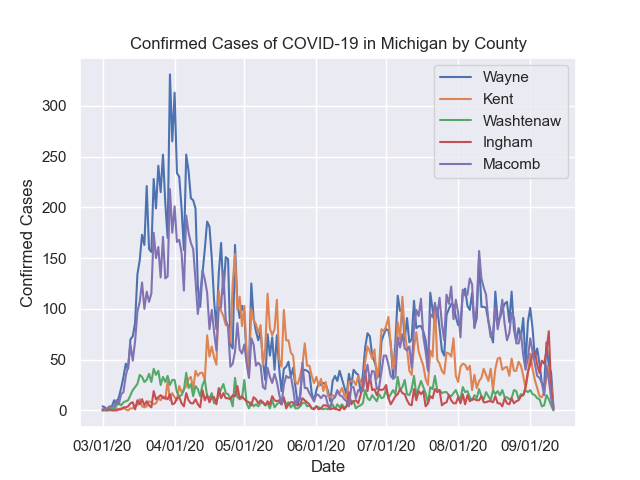 Confirmed Cases of COVID-19 in Michigan by County
Wayne
Kent
Washtenaw
Ingham
Macomb
Confirmed Cases
300
250
200
150
100
50
0
03/01/20 04/01/20 05/01/20 06/01/20 07/01/20 08/01/20 09/01/20
Date